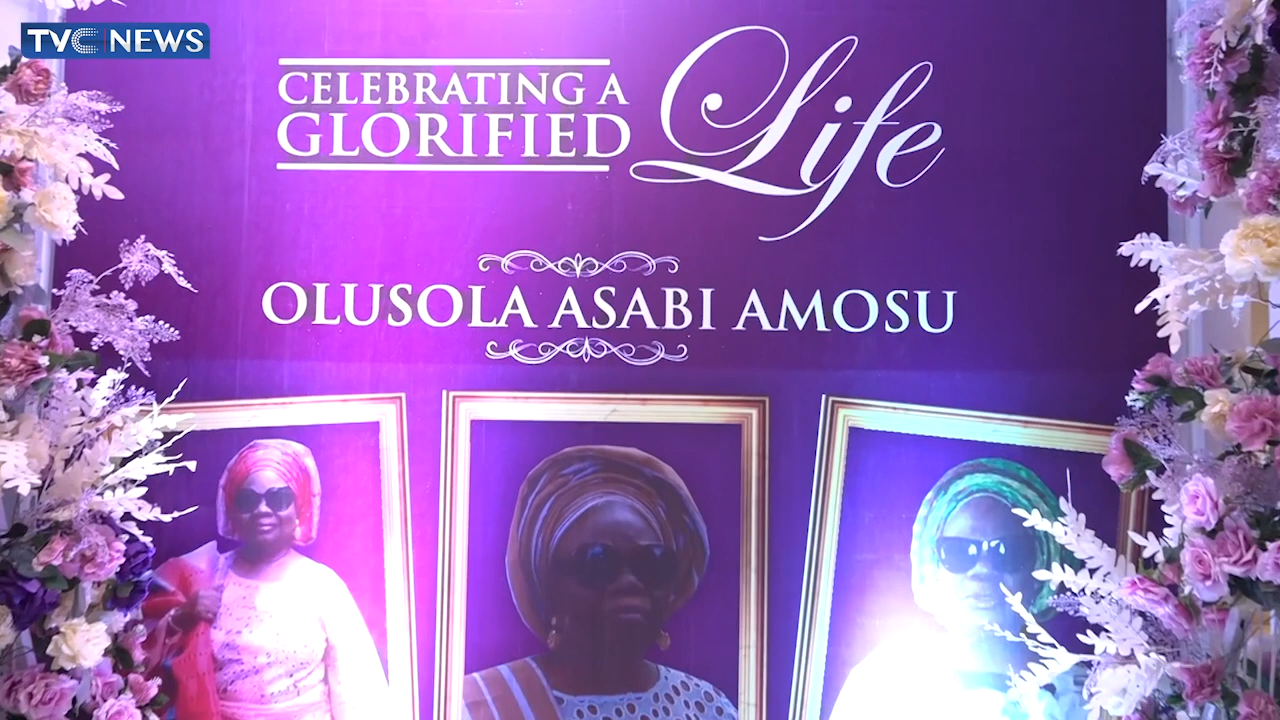 TVC NEWS
CELEBRATING A
GLORIFIED
Life
OLUSOLA ASABI AMOSU